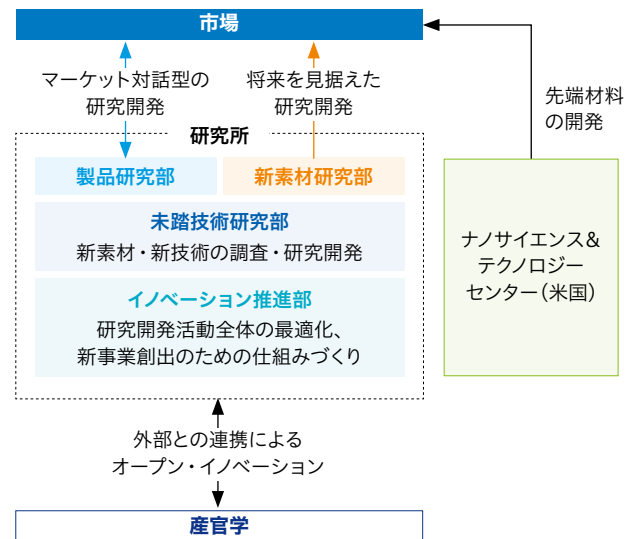 市場
マーケット対話型の
研究開発
将来を見据えた
研究開発
先端材料
の開発
研究所
製品研究部
新素材研究部
未踏技術研究部
新素材・新技術の調査・研究開発
イノベーション推進部
研究開発活動全体の最適化、
新事業創出のための仕組みづくり
ナノサイエンス&
テクノロジー
センター(米国)
外部との連携による
オープン・イノベーション
産官学